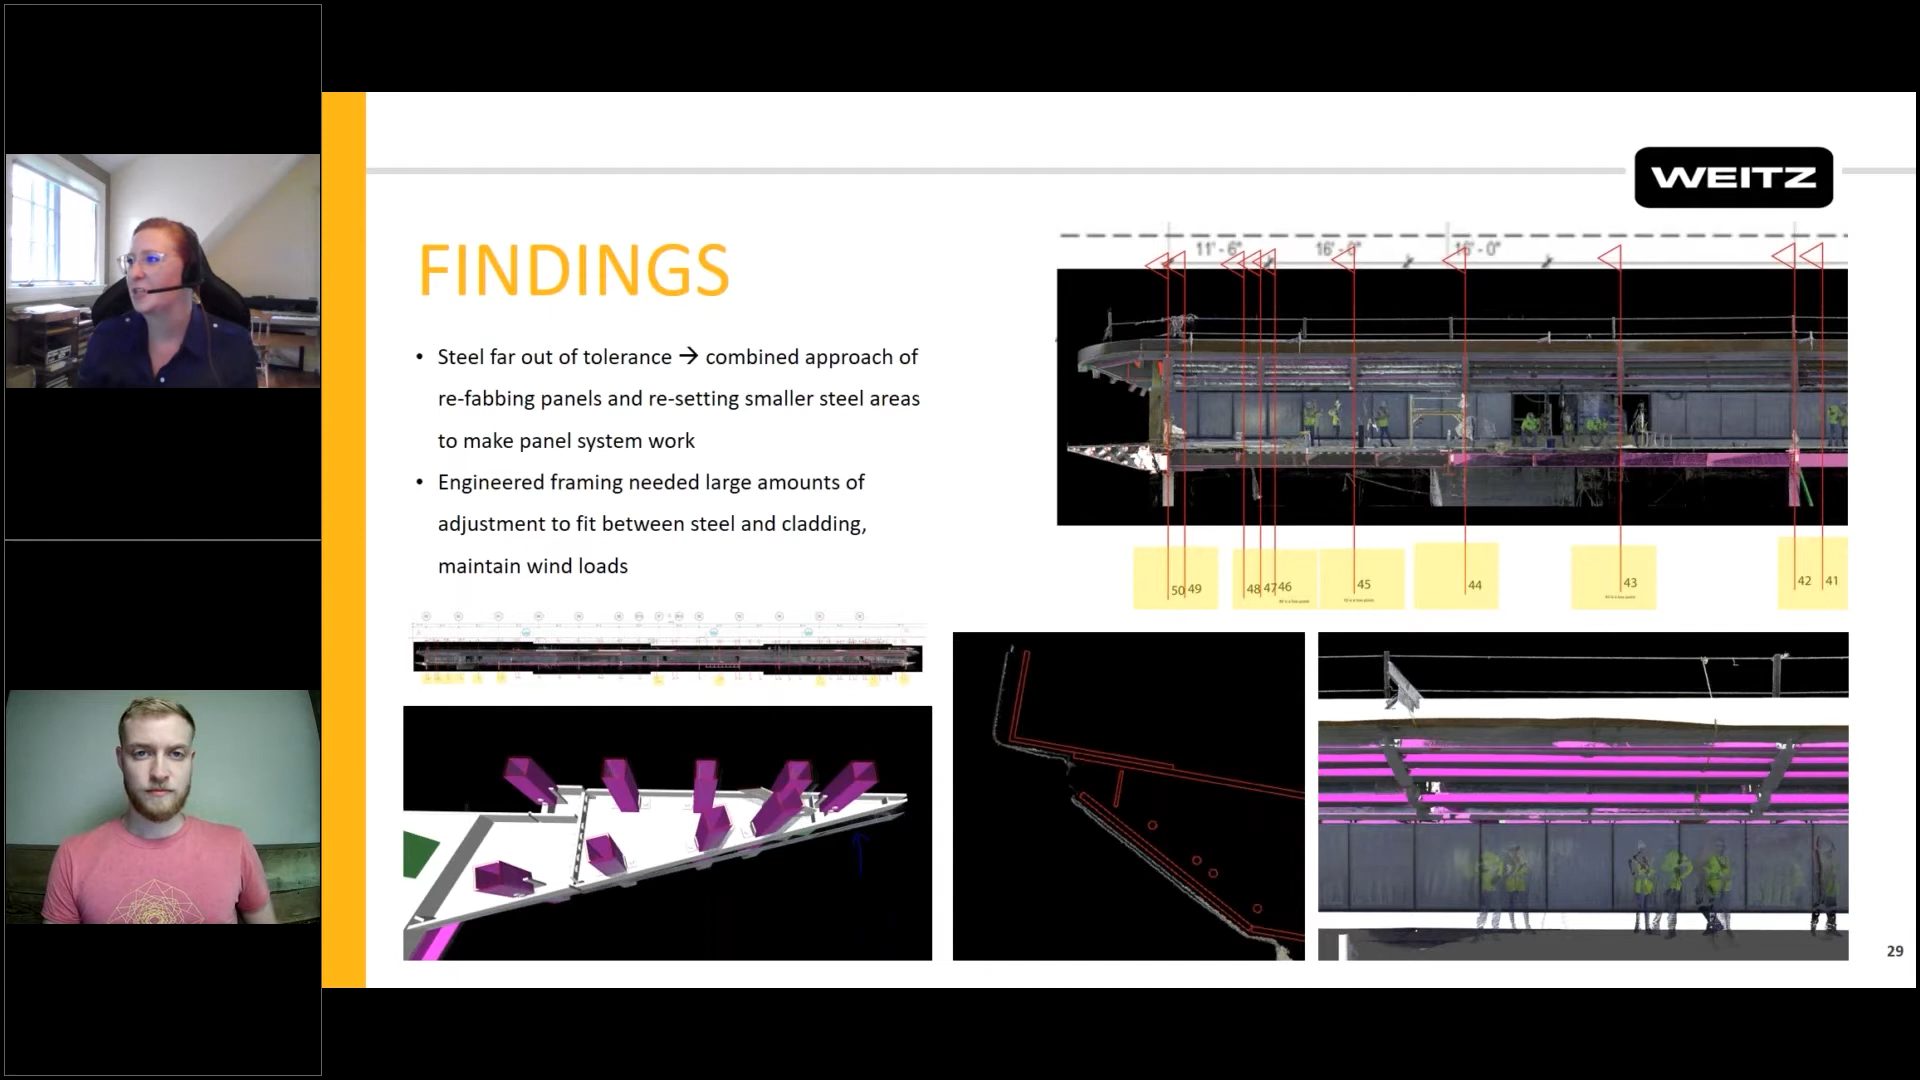 WEITZ
FINDINGS
• Steel far out of tolerance → combined approach of
re-fabbing panels and re-setting smaller steel areas
to make panel system work
• Engineered framing needed large amounts of
adjustment to fit between steel and cladding,
maintain wind loads
11' - 6" 16' - 0" 16' - 0"
50 49 48 47 46 45 44 43 42 41
29